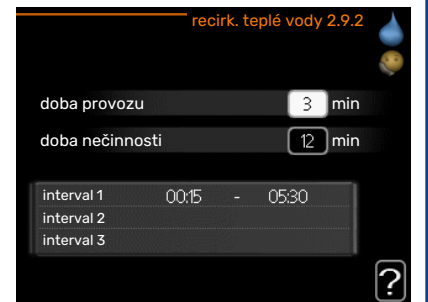 recirk. teplé vody 2.9.2
doba provozu 3 min
doba nečinnosti 12 min
interval 1 00:15 - 05:30
interval 2
interval 3
?